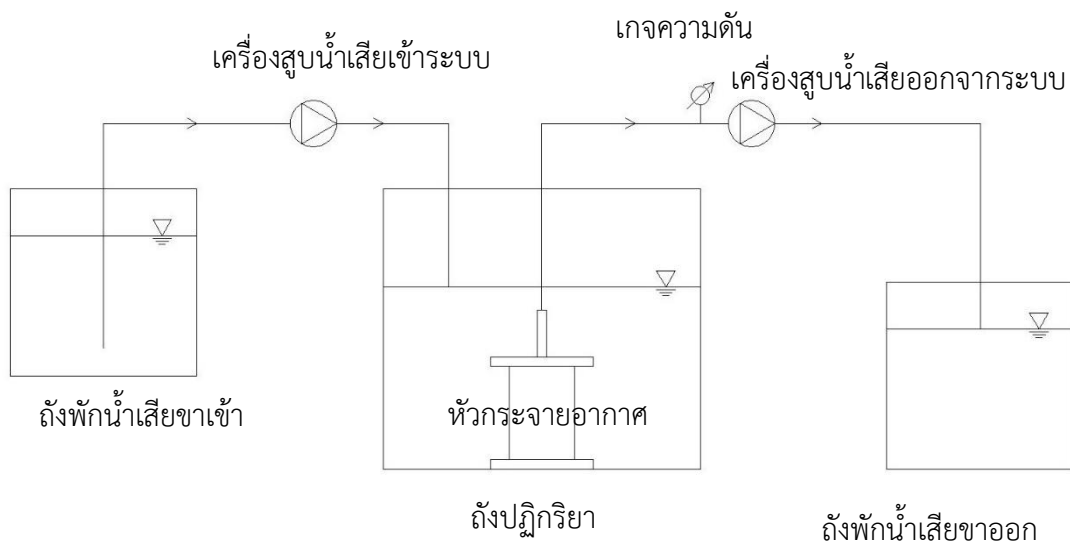 เกจความดัน
เครื่องสูบน้ำเสียเข้าระบบ
เครื่องสูบน้ำเสียออกจากระบบ
ถังพักน้ำเสียขาเข้า
หัวกระจายอากาศ
ถังปฏิกริยา
ถังพักน้ำเสียขาออก